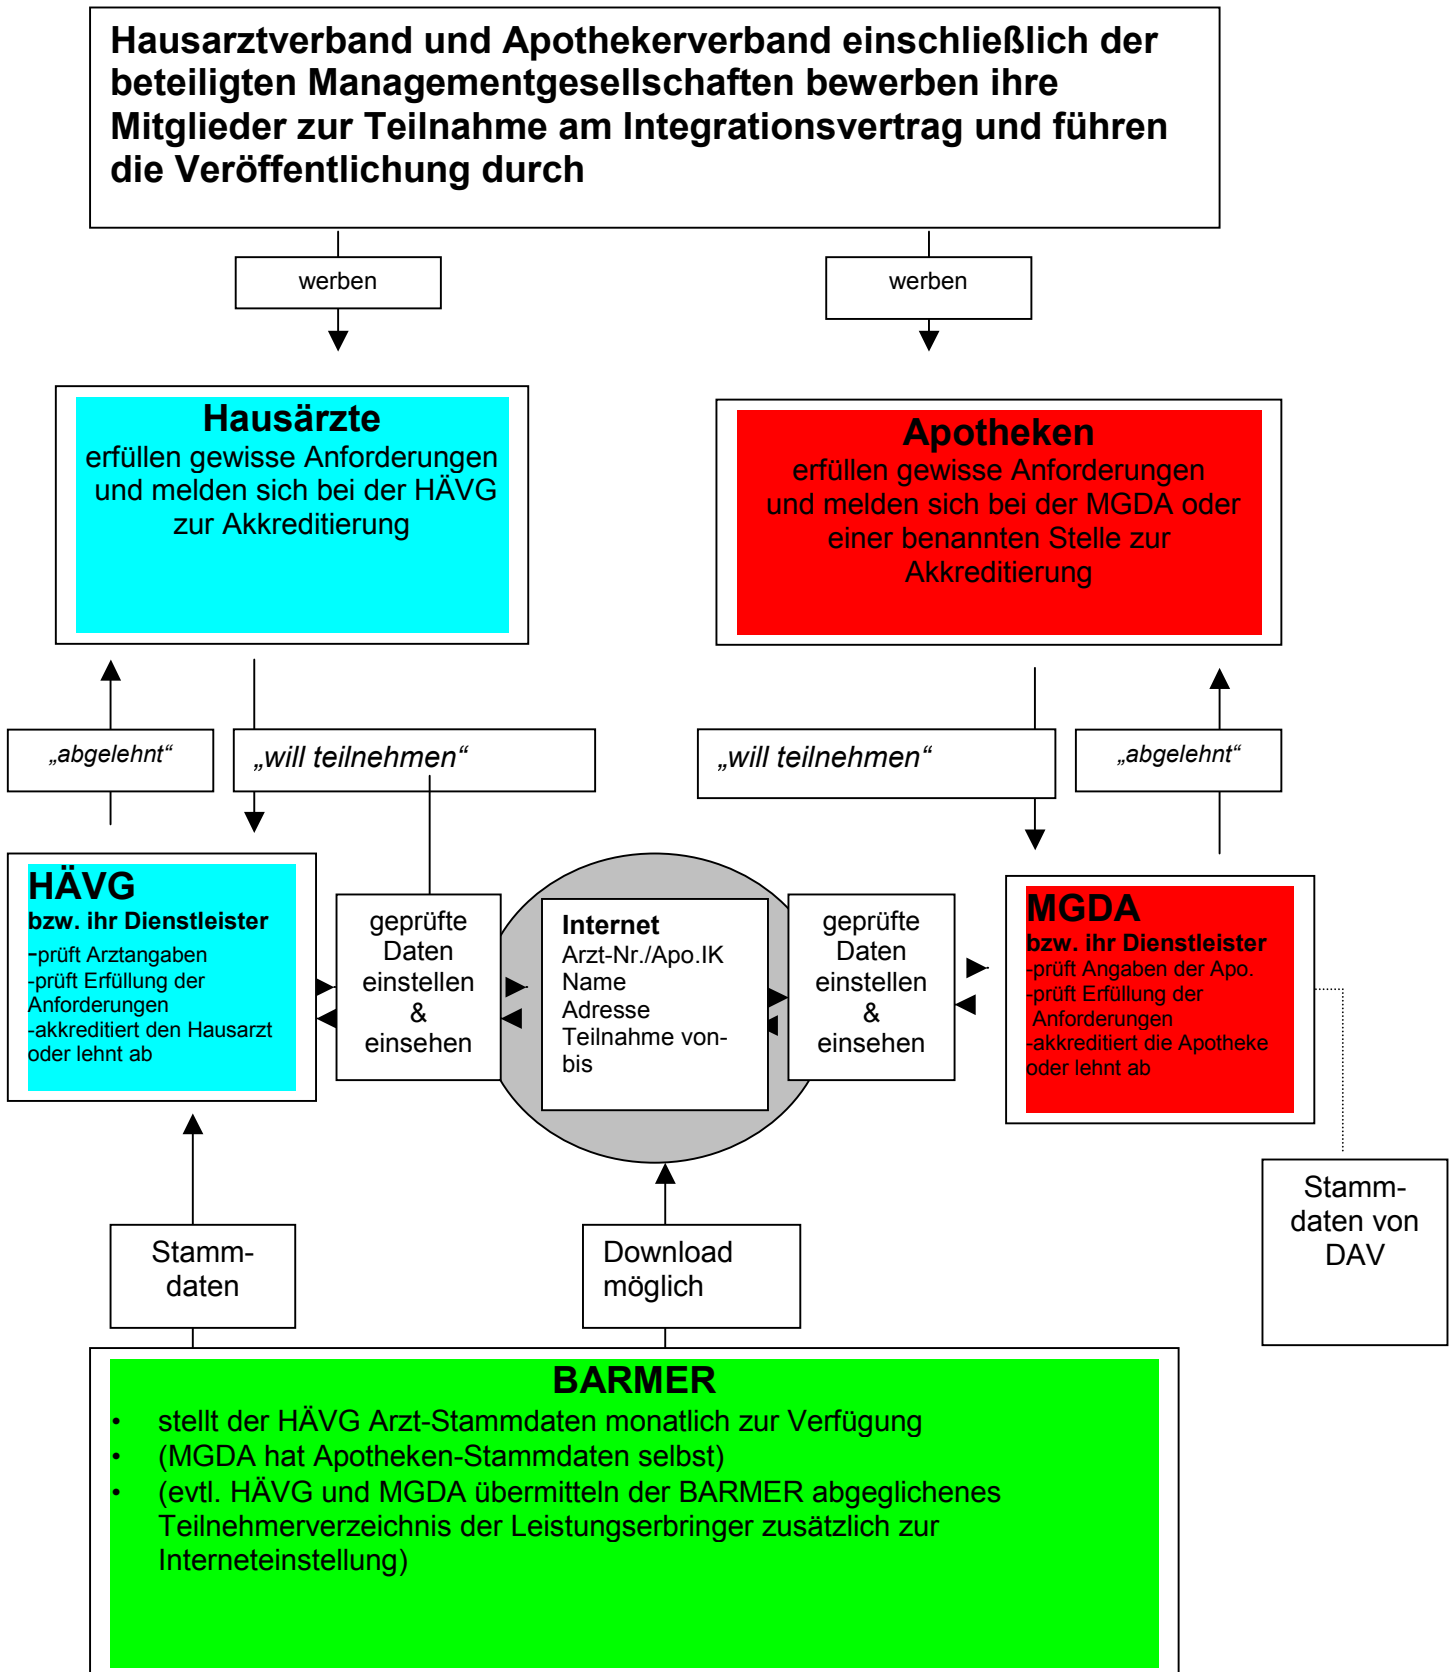 Hausarztverband und Apothekerverband einschließlich der
beteiligten Managementgesellschaften bewerben ihre
Mitglieder zur Teilnahme am Integrationsvertrag und führen
die Veröffentlichung durch
werben
werben
Hausärzte
erfüllen gewisse Anforderungen
und melden sich bei der HÄVG
zur Akkreditierung
Apotheken
erfüllen gewisse Anforderungen
und melden sich bei der MGDA oder
einer benannten Stelle zur
Akkreditierung
„abgelehnt“
„will teilnehmen“
„will teilnehmen“
„abgelehnt“
HÄVG
bzw. ihr Dienstleister
-prüft Arztangaben
-prüft Erfüllung der
Anforderungen
-akkreditiert den Hausarzt
oder lehnt ab
geprüfte
Daten
einstellen
&
einsehen
Internet
Arzt-Nr./Apo.IK
Name
Adresse
Teilnahme von-
bis
geprüfte
Daten
einstellen
&
einsehen
MGDA
bzw. ihr Dienstleister
-prüft Angaben der Apo.
-prüft Erfüllung der
Anforderungen
-akkreditiert die Apotheke
oder lehnt ab
Stamm-
daten
Download
möglich
Stamm-
daten von
DAV
BARMER
• stellt der HÄVG Arzt-Stammdaten monatlich zur Verfügung
• (MGDA hat Apotheken-Stammdaten selbst)
• (evtl. HÄVG und MGDA übermitteln der BARMER abgeglichenes
Teilnehmerverzeichnis der Leistungserbringer zusätzlich zur
Interneteinstellung)